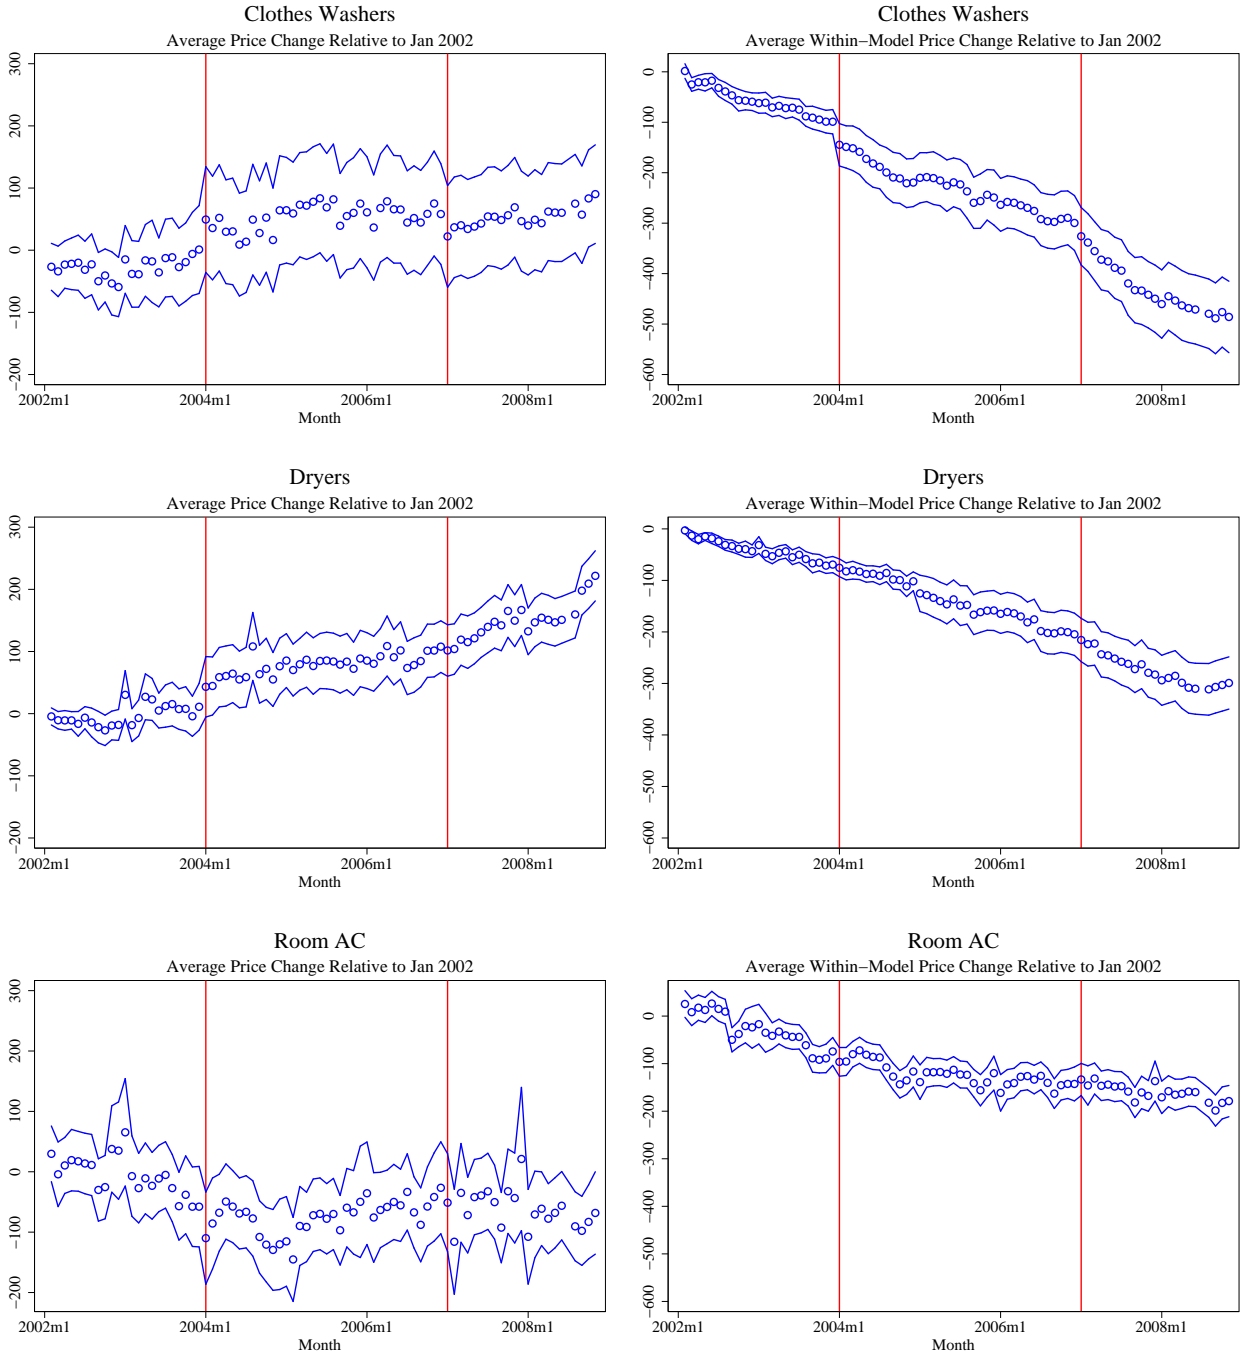 Clothes Washers
Average Price Change Relative to Jan 2002
300
200
100
0
−100
−200
2002m1 2004m1 2006m1 2008m1
Month
Clothes Washers
Average Within−Model Price Change Relative to Jan 2002
0
−100
−200
−300
−400
−500
−600
2002m1 2004m1 2006m1 2008m1
Month
Dryers
Average Price Change Relative to Jan 2002
300
200
100
0
−100
−200
2002m1 2004m1 2006m1 2008m1
Month
Dryers
Average Within−Model Price Change Relative to Jan 2002
0
−100
−200
−300
−400
−500
−600
2002m1 2004m1 2006m1 2008m1
Month
Room AC
Average Price Change Relative to Jan 2002
300
200
100
0
−100
−200
2002m1 2004m1 2006m1 2008m1
Month
Room AC
Average Within−Model Price Change Relative to Jan 2002
0
−100
−200
−300
−400
−500
−600
2002m1 2004m1 2006m1 2008m1
Month